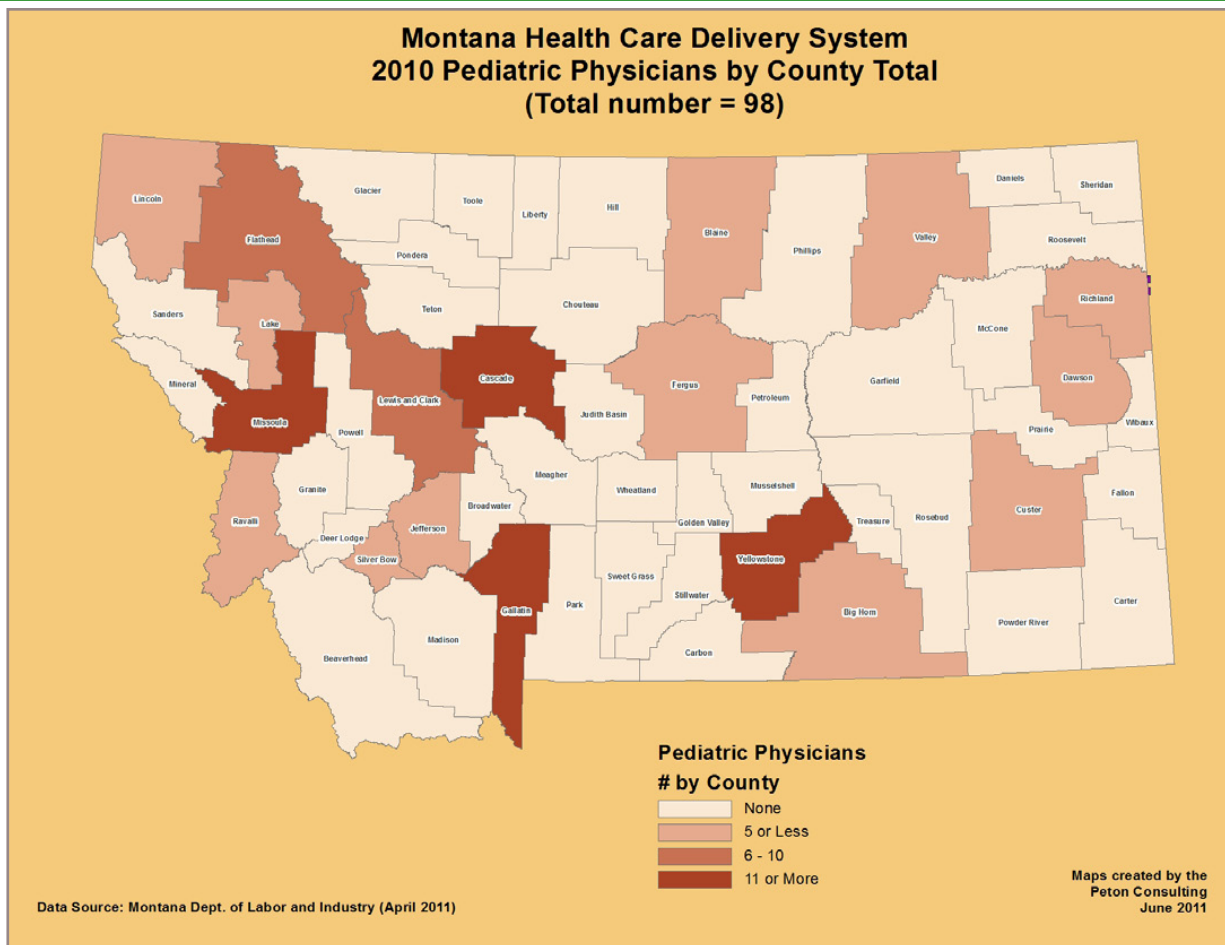 Montana Health Care Delivery System
2010 Pediatric Physicians by County Total
(Total number = 98)
Lincoln
Flathead
Glacier
Toole
Liberty
Hill
Blaine
Phillips
Valley
Daniels
Sheridan
Roosevelt
Pondera
Teton
Chouteau
Sanders
Lake
Richland
McCone
Mineral
Missoula
Powell
Lewis and Clark
Cascade
Judith Basin
Fergus
Petroleum
Garfield
Dawson
Prairie
Wibaux
Ravalli
Granite
Deer Lodge
Silver Bow
Jefferson
Broadwater
Meagher
Wheatland
Golden Valley
Musselshell
Treasure
Rosebud
Custer
Fallon
Beaverhead
Madison
Gallatin
Park
Sweet Grass
Stillwater
Yellowstone
Carbon
Big Horn
Powder River
Carter
Pediatric Physicians
# by County
None
5 or Less
6 - 10
11 or More
Data Source: Montana Dept. of Labor and Industry (April 2011)
Maps created by the
Peton Consulting
June 2011